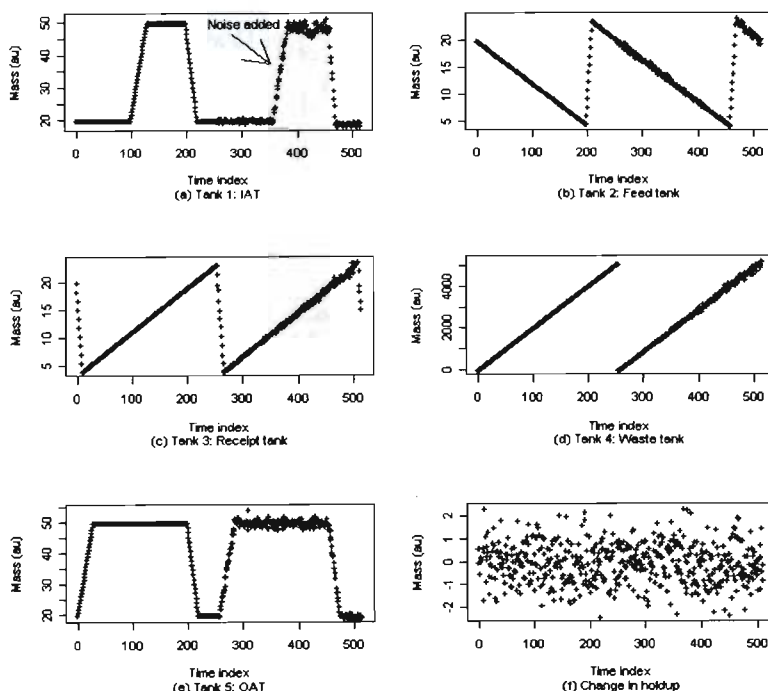 Noise added
Mass (au)
50
40
30
20
0 100 200 300 400 500
Time index
(a) Tank 1: IAT
Mass (au)
20
15
10
5
0 100 200 300 400 500
Time index
(b) Tank 2: Feed tank
Mass (au)
20
15
10
5
0 100 200 300 400 500
Time index
(c) Tank 3: Receipt tank
Mass (au)
4000
2000
0
0 100 200 300 400 500
Time index
(d) Tank 4: Waste tank
Mass (au)
50
40
30
20
0 100 200 300 400 500
Time index
(e) Tank 5: OAT
Mass (au)
2
1
0
-1
-2
0 100 200 300 400 500
Time index
(f) Change in holdup